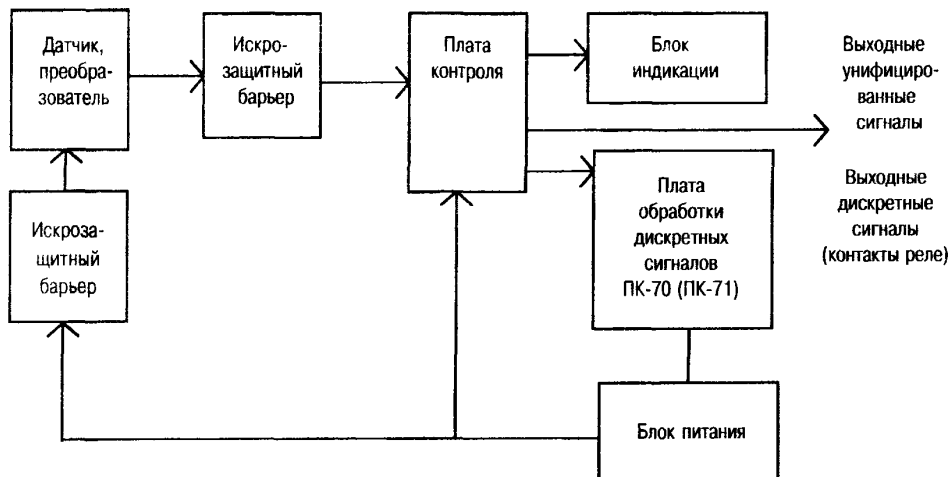 Датчик,
преобра-
зователь
Искро-
защитный
барьер
Плата
контроля
Блок
индикации
Выходные
унифициро-
ванные
сигналы
Искроза-
щитный
барьер
Плата
обработки
дискретных
сигналов
ПК-70 (ПК-71)
Выходные
дискретные
сигналы
(контакты реле)
Блок питания